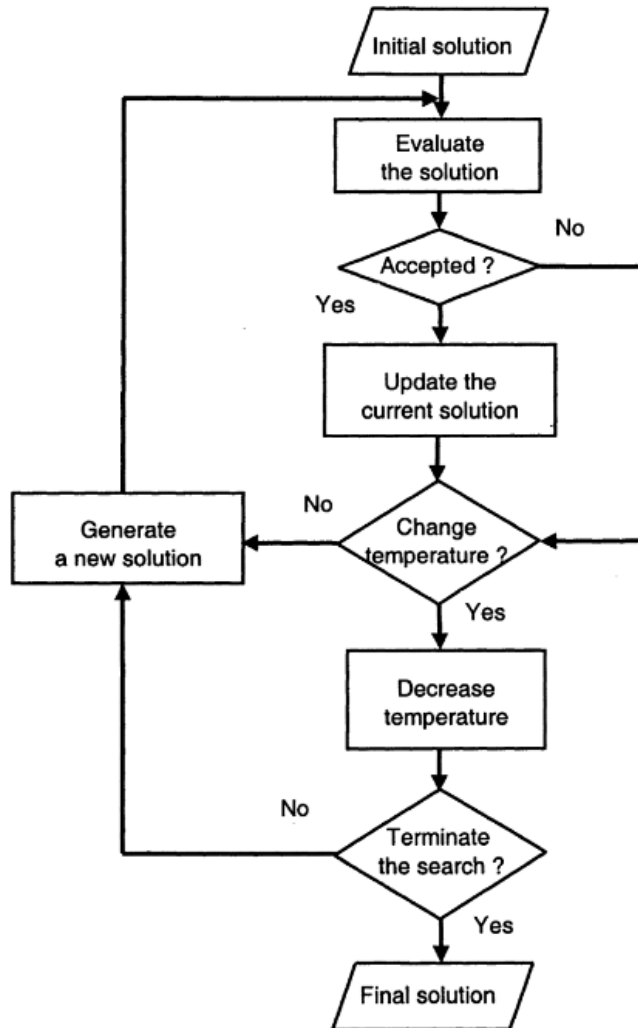 Initial solution
Evaluate
the solution
No
Accepted ?
Yes
Update the
current solution
No
Change
temperature ?
Generate
a new solution
Yes
Decrease
temperature
No
Terminate
the search ?
Yes
Final solution